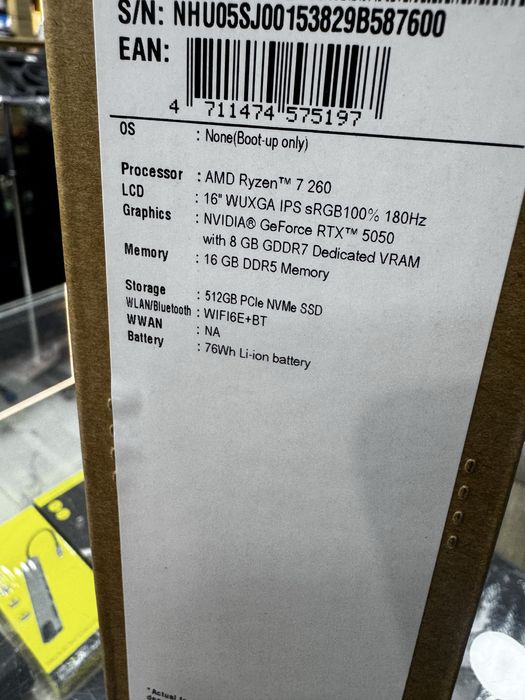 S/N: NHU05SJ00153829B587600
EAN:
4 711474 575197
OS : None(Boot-up only)
Processor : AMD Ryzen™ 7 260
LCD : 16" WUXGA IPS sRGB100% 180Hz
Graphics : NVIDIA® GeForce RTX™ 5050
with 8 GB GDDR7 Dedicated VRAM
Memory : 16 GB DDR5 Memory
Storage : 512GB PCIe NVMe SSD
WLAN/Bluetooth : WIFI6E+BT
WWAN : NA
Battery : 76Wh Li-ion battery
*Actual